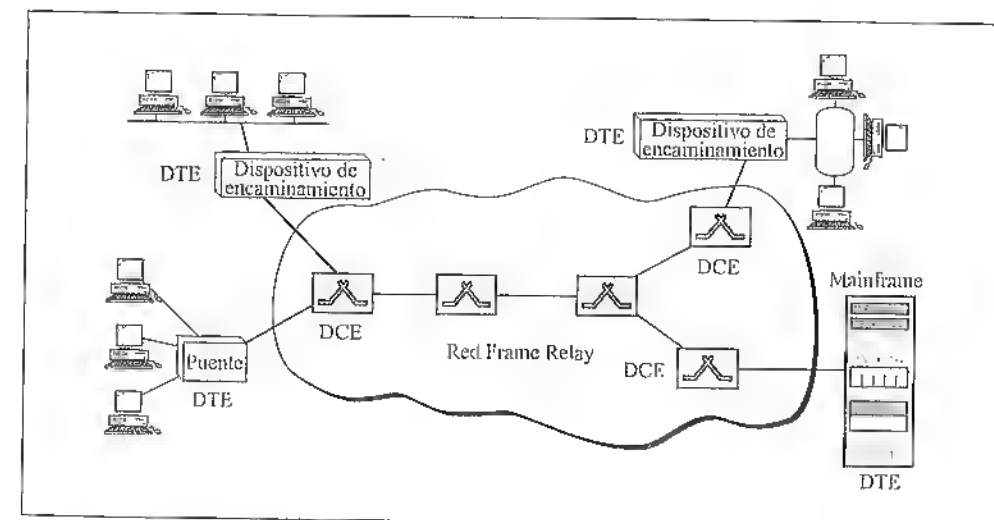 DTE
Dispositivo de
encaminamiento
DTE
Dispositivo de
encaminamiento
DCE
Mainframe
DCE
Puente
DTE
Red Frame Relay
DCE
DTE